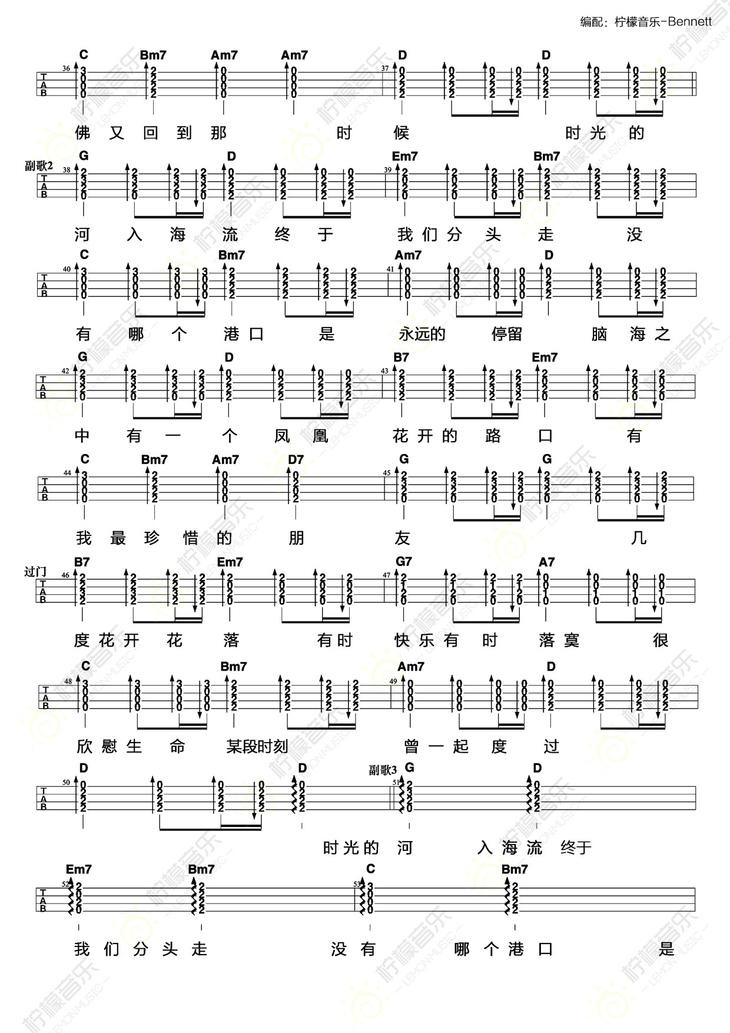 编配：柠檬音乐-Bennett
C Bm7 Am7 Am7 D D
36 37
佛又回到那 时候 时光的
副歌2 G D Em7 Bm7
38 39
河入海流终于 我们分头走 没
C Bm7 Am7 D
40 41
有哪个港口是 永远的 停留 脑海之
G D B7 Em7
42 43
中有一个凤凰 花开的路口有
C Bm7 Am7 D7 G G
44 45
我最珍惜的朋 友 几
过门 B7 Em7 G7 A7
46 47
度花开花落 有时 快乐有时落寞 很
C Bm7 Am7 D
48 49
欣慰生命 某段时刻 曾一起度过
D D 副歌3 G D
50 51
时光的河 入海流 终于
Em7 Bm7 C Bm7
52 53
我们分头走 没有 哪个港口 是
柠檬音乐
LEMONMUSIC